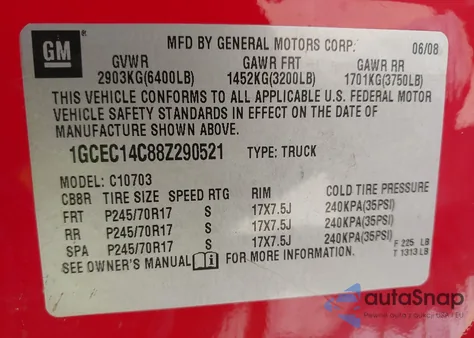 GM
MFD BY GENERAL MOTORS CORP. 06/08
GVWR GAWR FRT GAWR RR
2903KG(6400LB) 1452KG(3200LB) 1701KG(3750LB)
THIS VEHICLE CONFORMS TO ALL APPLICABLE U.S. FEDERAL MOTOR
VEHICLE SAFETY STANDARDS IN EFFECT ON THE DATE OF
MANUFACTURE SHOWN ABOVE.
1GCEC14C88Z290521 TYPE: TRUCK
MODEL: C10703
CB8R TIRE SIZE SPEED RTG RIM COLD TIRE PRESSURE
FRT P245/70R17 S 17X7.5J 240KPA(35PSI)
RR P245/70R17 S 17X7.5J 240KPA(35PSI)
SPA P245/70R17 S 17X7.5J 240KPA(35PSI)
SEE OWNER'S MANUAL FOR MORE INFORMATION. F 225 LB
T 1313 LB
autoSnap